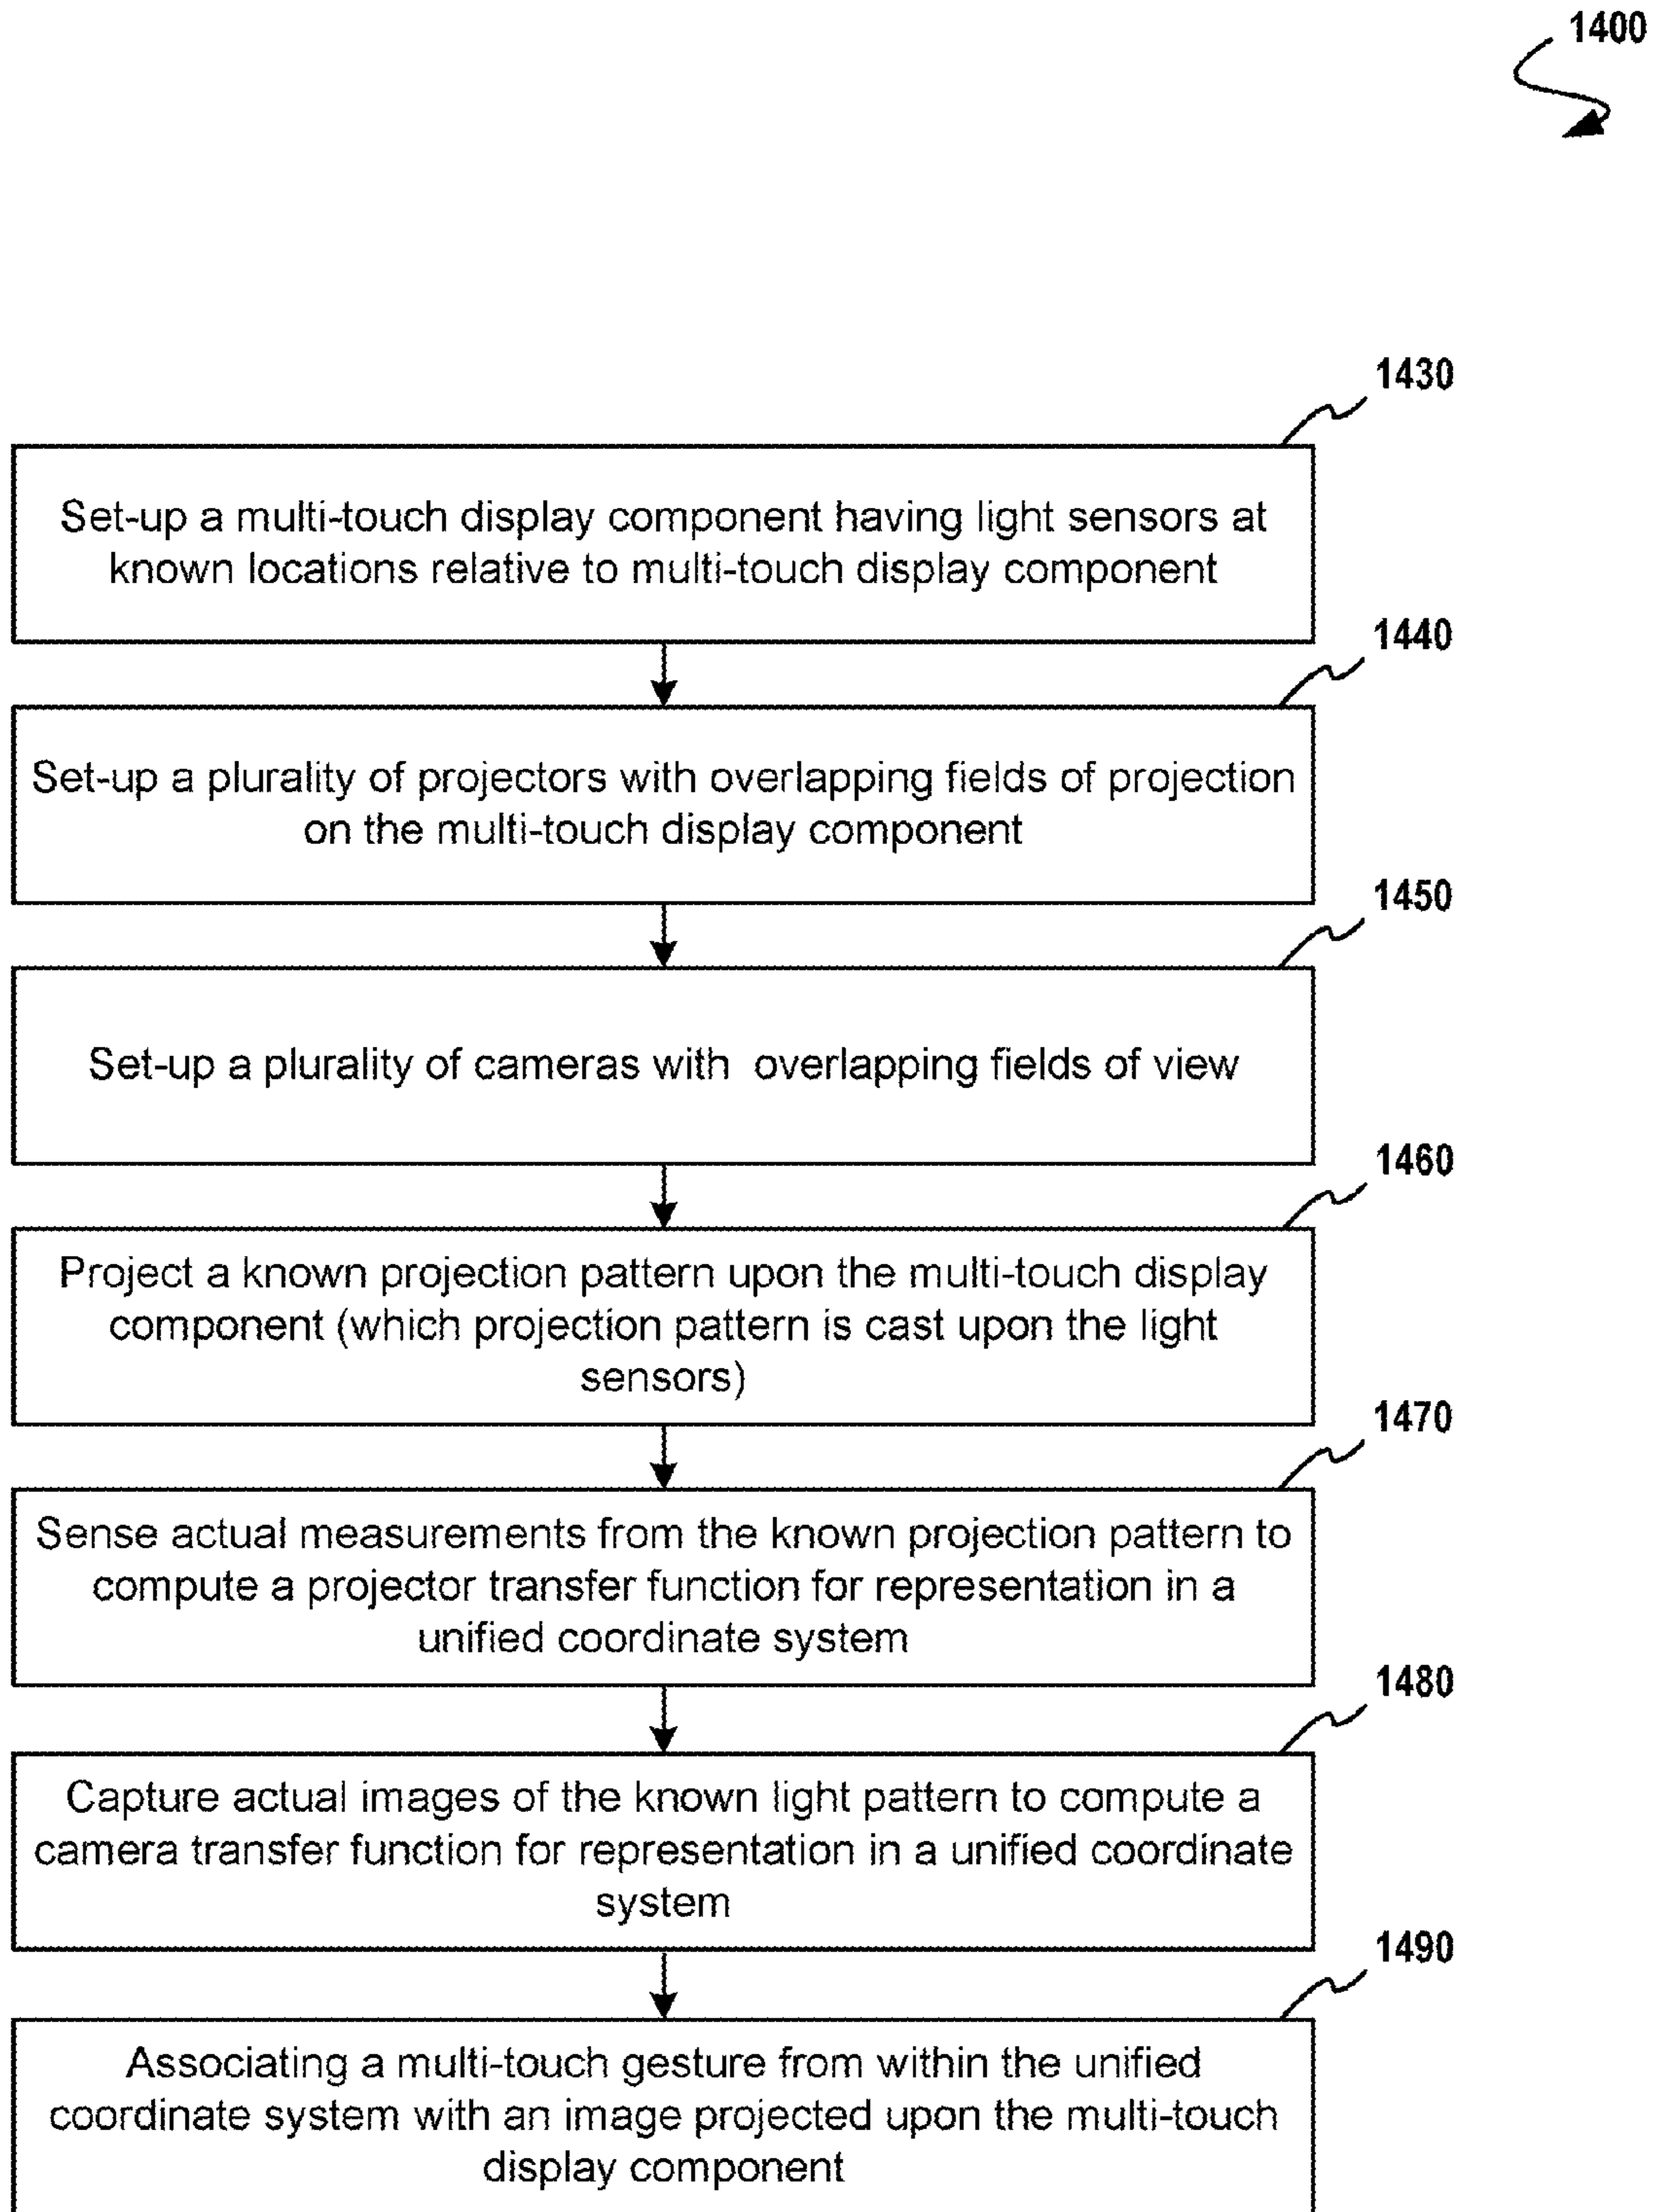 1400
1430
Set-up a multi-touch display component having light sensors at
known locations relative to multi-touch display component
1440
Set-up a plurality of projectors with overlapping fields of projection
on the multi-touch display component
1450
Set-up a plurality of cameras with overlapping fields of view
1460
Project a known projection pattern upon the multi-touch display
component (which projection pattern is cast upon the light
sensors)
1470
Sense actual measurements from the known projection pattern to
compute a projector transfer function for representation in a
unified coordinate system
1480
Capture actual images of the known light pattern to compute a
camera transfer function for representation in a unified coordinate
system
1490
Associating a multi-touch gesture from within the unified
coordinate system with an image projected upon the multi-touch
display component